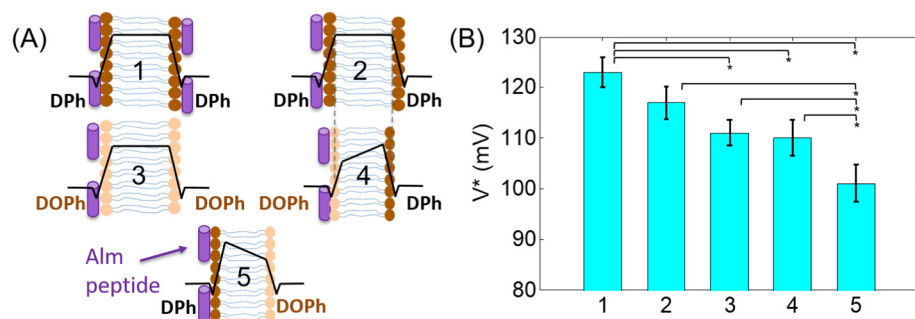 (A)
1
DPh DPh
2
DPh DPh
3
DOPh DOPh
4
DOPh DPh
Alm
peptide
5
DPh DOPh
(B)
V* (mV)
130
120
110
100
90
80
* * *
* * *
*
1 2 3 4 5